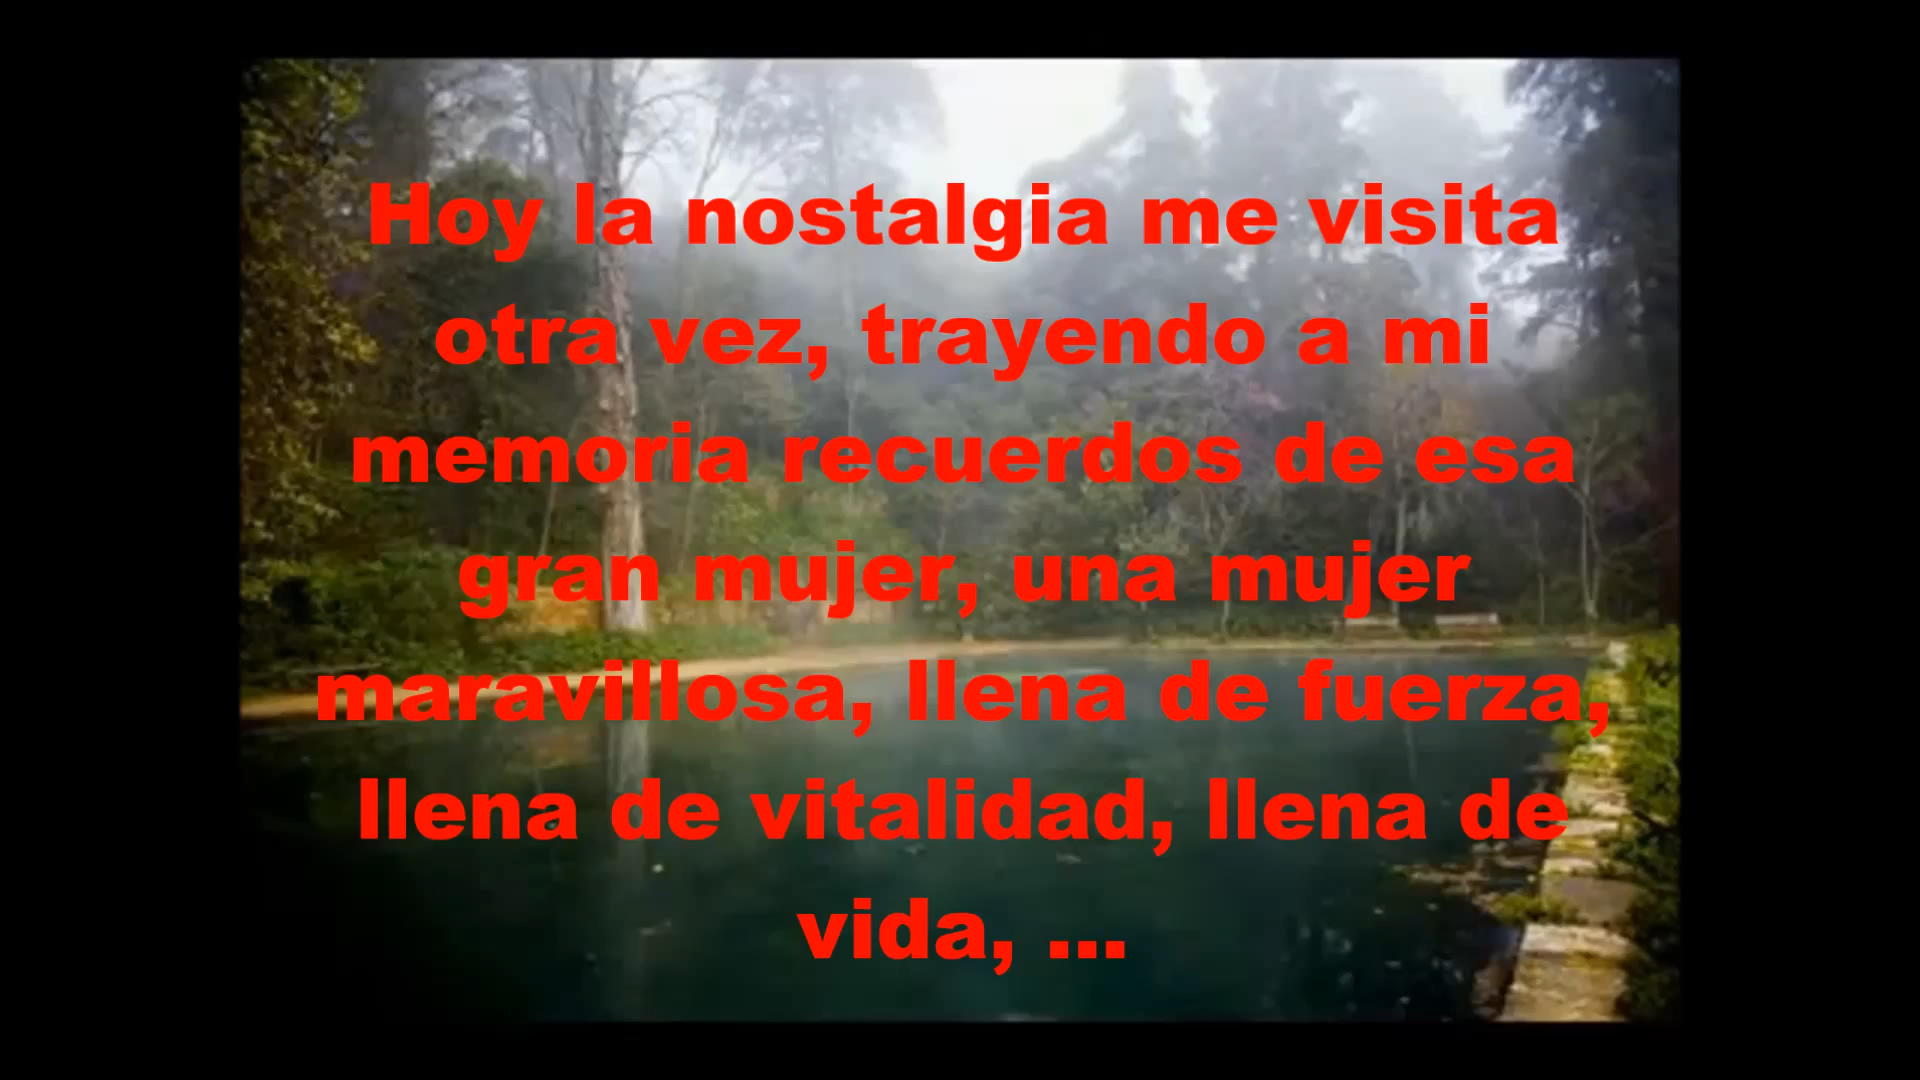 Hoy la nostalgia me visita
otra vez, trayendo a mi
memoria recuerdos de esa
gran mujer, una mujer
maravillosa, llena de fuerza,
llena de vitalidad, llena de
vida, ...